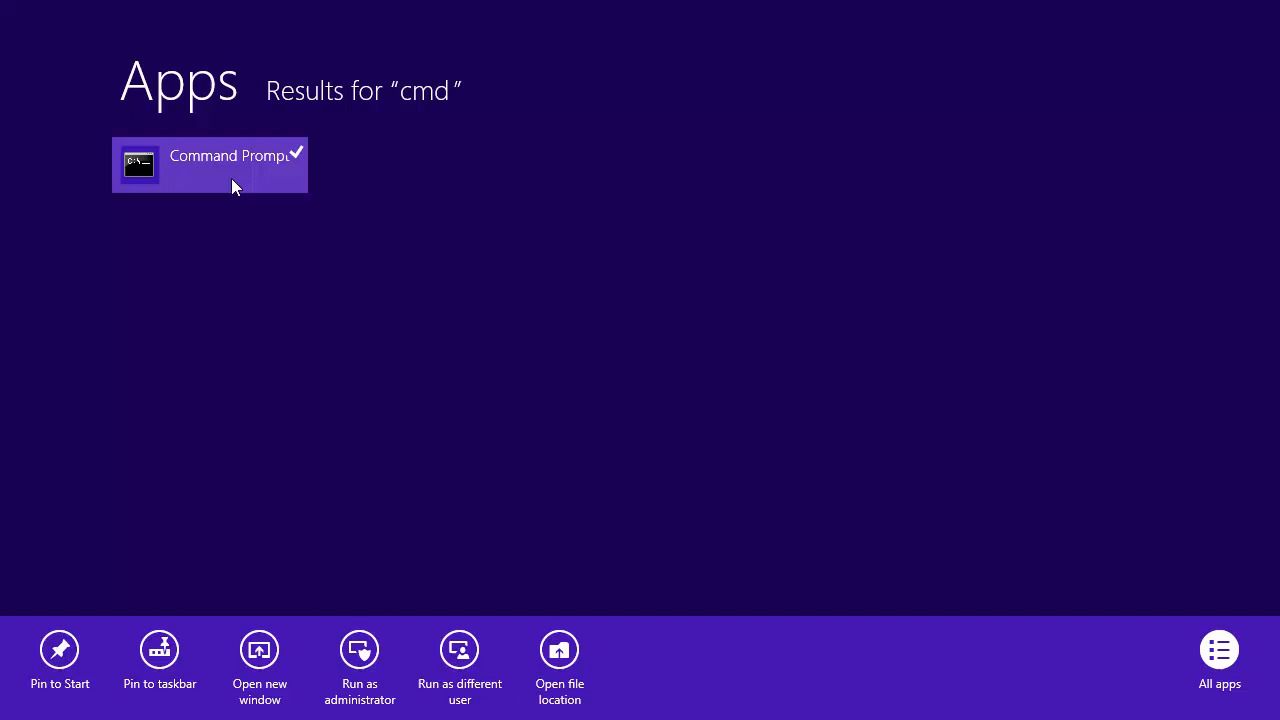 Apps Results for “cmd”
C:\_
Command Prompt
Pin to Start
Pin to taskbar
Open new
window
Run as
administrator
Run as different
user
Open file
location
All apps